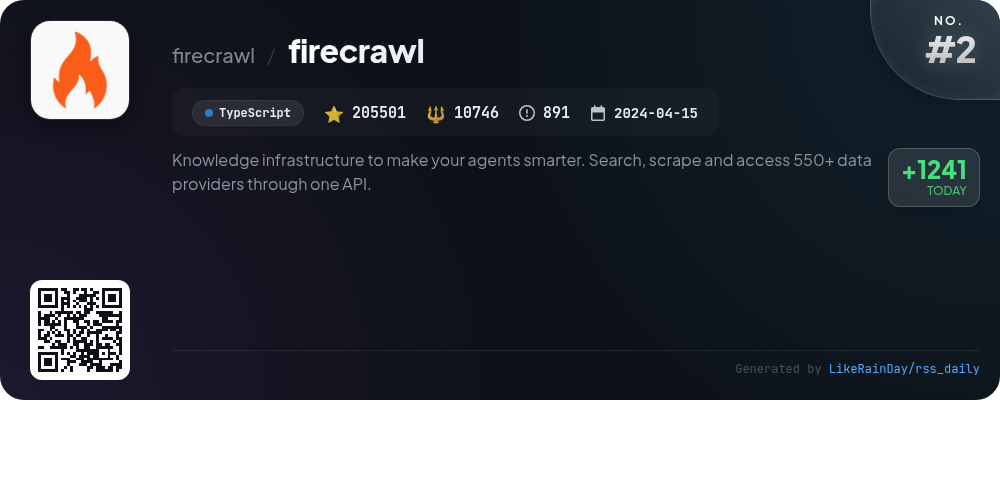 NO.
#2
firecrawl / firecrawl
TypeScript 205501 10746 891 2024-04-15
Knowledge infrastructure to make your agents smarter. Search, scrape and access 550+ data
providers through one API.
+1241
TODAY
Generated by LikeRainDay/rss_daily